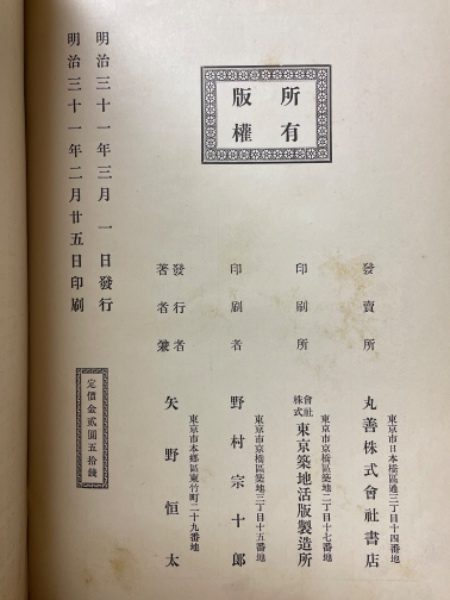 版權
所有
明治三十一年二月廿五日印刷
明治三十一年三月一日發行
定價金貳圓五拾錢
著者兼
發行者
東京市本鄕區東竹町二十九番地
矢野恒太
印刷者
東京市京橋區築地三丁目十五番地
野村宗十郎
印刷所
東京市京橋區築地二丁目十七番地
株式會社東京築地活版製造所
發賣所
東京市日本橋區通三丁目十四番地
丸善株式會社書店